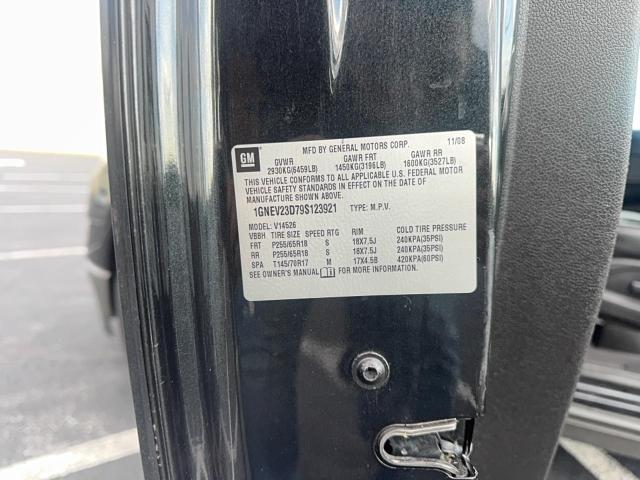 GM
MFD BY GENERAL MOTORS CORP. 11/08
GVWR GAWR FRT GAWR RR
2930KG(6459LB) 1450KG(3196LB) 1600KG(3527LB)
THIS VEHICLE CONFORMS TO ALL APPLICABLE U.S. FEDERAL MOTOR
VEHICLE SAFETY STANDARDS IN EFFECT ON THE DATE OF
MANUFACTURE SHOWN ABOVE.
1GNEV23D79S123921 TYPE: M.P.V.
MODEL: V14526
VBBH TIRE SIZE SPEED RTG RIM COLD TIRE PRESSURE
FRT P255/65R18 S 18X7.5J 240KPA(35PSI)
RR P255/65R18 S 18X7.5J 240KPA(35PSI)
SPA T145/70R17 M 17X4.5B 420KPA(60PSI)
SEE OWNER'S MANUAL FOR MORE INFORMATION.